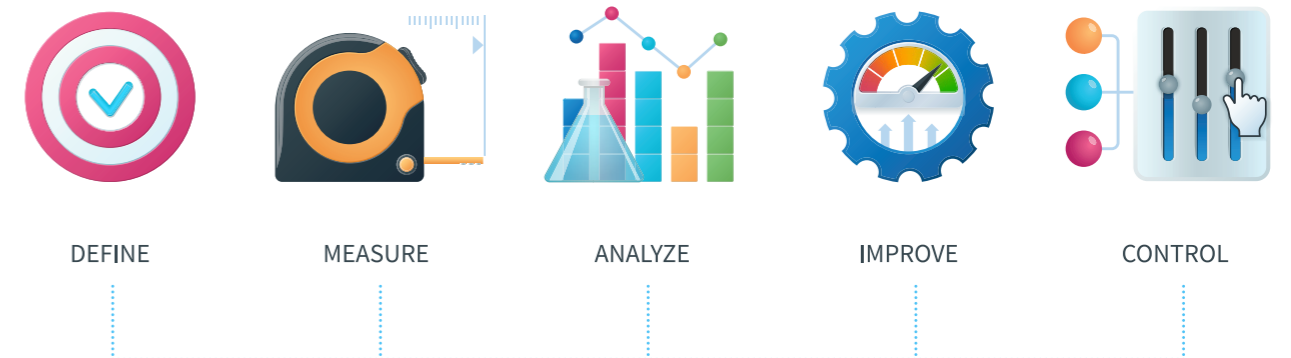 DEFINE
MEASURE
ANALYZE
IMPROVE
CONTROL